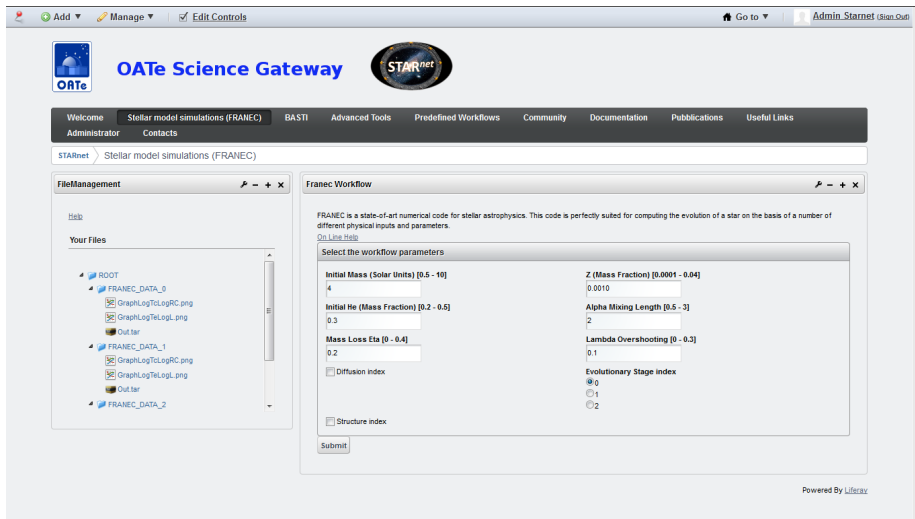 Add ▼ Manage ▼ Edit Controls Go to ▼ Admin Starnet (Sign Out)
OATe
OATe Science Gateway
STARnet
Welcome Stellar model simulations (FRANEC) BASTI Advanced Tools Predefined Workflows Community Documentation Publications Useful Links
Administrator Contacts
STARnet Stellar model simulations (FRANEC)
FileManagement
Help
Your Files
ROOT
FRANEC_DATA_0
GraphLogTcLogRC.png
GraphLogTeLogL.png
Out.tar
FRANEC_DATA_1
GraphLogTcLogRC.png
GraphLogTeLogL.png
Out.tar
FRANEC_DATA_2
Franec Workflow
FRANEC is a state-of-art numerical code for stellar astrophysics. This code is perfectly suited for computing the evolution of a star on the basis of a number of
different physical inputs and parameters.
On Line Help
Select the workflow parameters
Initial Mass (Solar Units) [0.5 - 10] Z (Mass Fraction) [0.0001 - 0.04]
4 0.0010
Initial He (Mass Fraction) [0.2 - 0.5] Alpha Mixing Length [0.5 - 3]
0.3 2
Mass Loss Eta [0 - 0.4] Lambda Overshooting [0 - 0.3]
0.2 0.1
Diffusion index Evolutionary Stage index
0
1
2
Structure index
Submit
Powered By Liferay